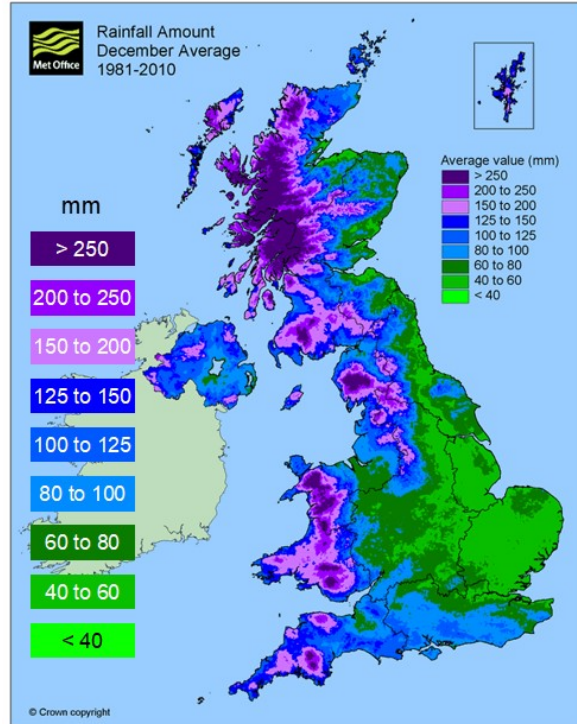 Met Office
Rainfall Amount
December Average
1981-2010
mm
> 250
200 to 250
150 to 200
125 to 150
100 to 125
80 to 100
60 to 80
40 to 60
< 40
Average value (mm)
> 250
200 to 250
150 to 200
125 to 150
100 to 125
80 to 100
60 to 80
40 to 60
< 40
© Crown copyright